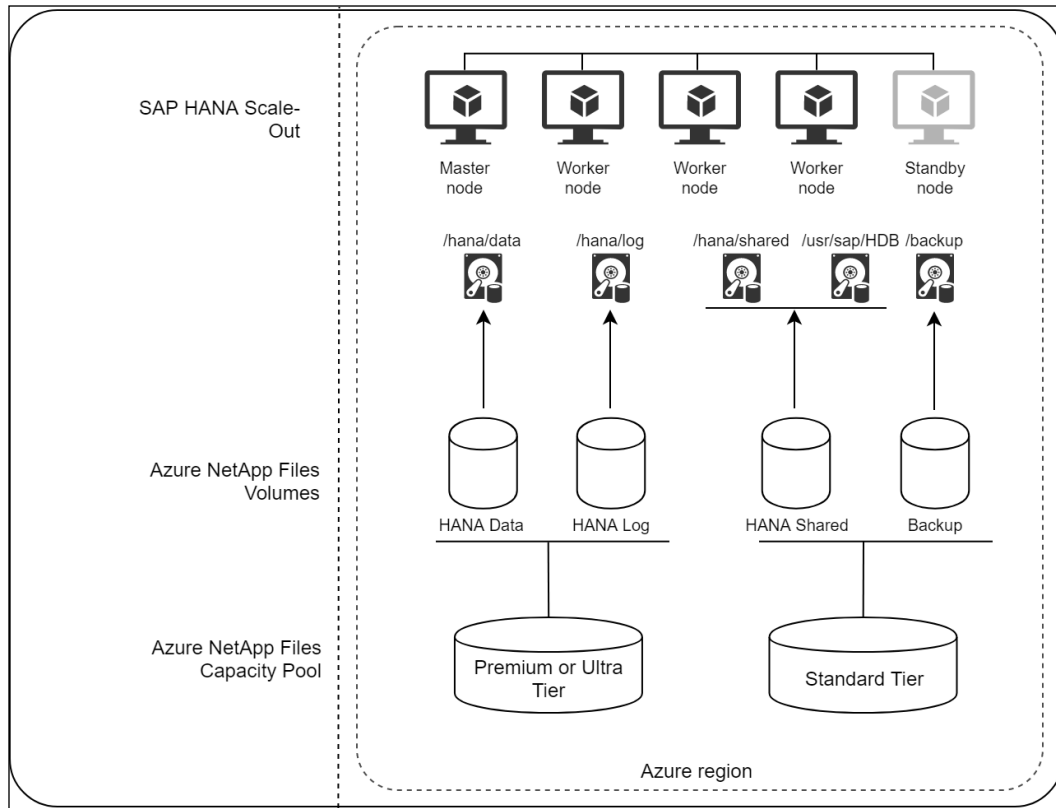 SAP HANA Scale-
Out
Master
node
Worker
node
Worker
node
Worker
node
Standby
node
/hana/data
/hana/log
/hana/shared
/usr/sap/HDB
/backup
Azure NetApp Files
Volumes
HANA Data
HANA Log
HANA Shared
Backup
Azure NetApp Files
Capacity Pool
Premium or Ultra
Tier
Standard Tier
Azure region